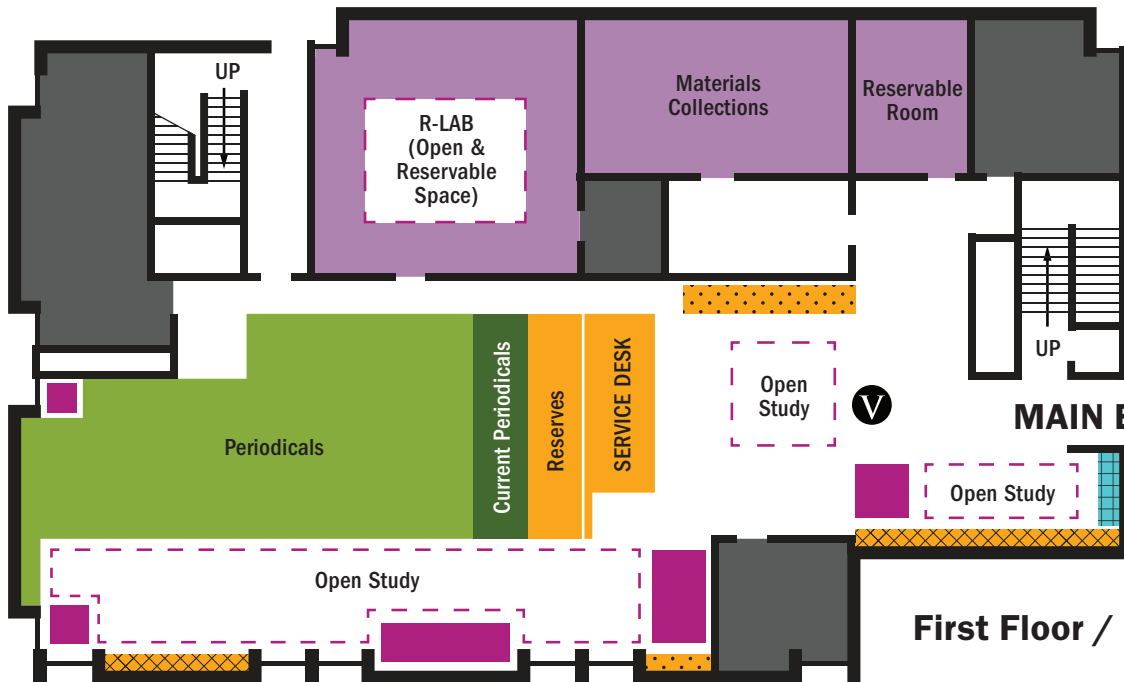 UP
Materials
Collections
Reservable
Room
R-LAB
(Open &
Reservable
Space)
UP
Periodicals
Current Periodicals
Reserves
SERVICE DESK
Open
Study
V
MAIN
Open Study
Open Study
First Floor /